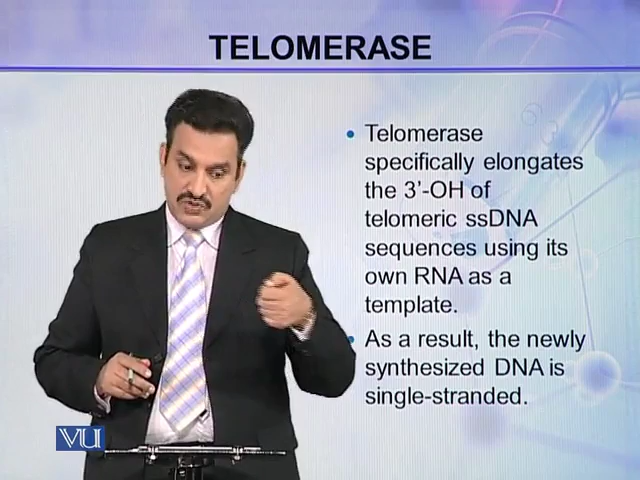 TELOMERASE
• Telomerase
specifically elongates
the 3’-OH of
telomeric ssDNA
sequences using its
own RNA as a
template.
• As a result, the newly
synthesized DNA is
single-stranded.
VU